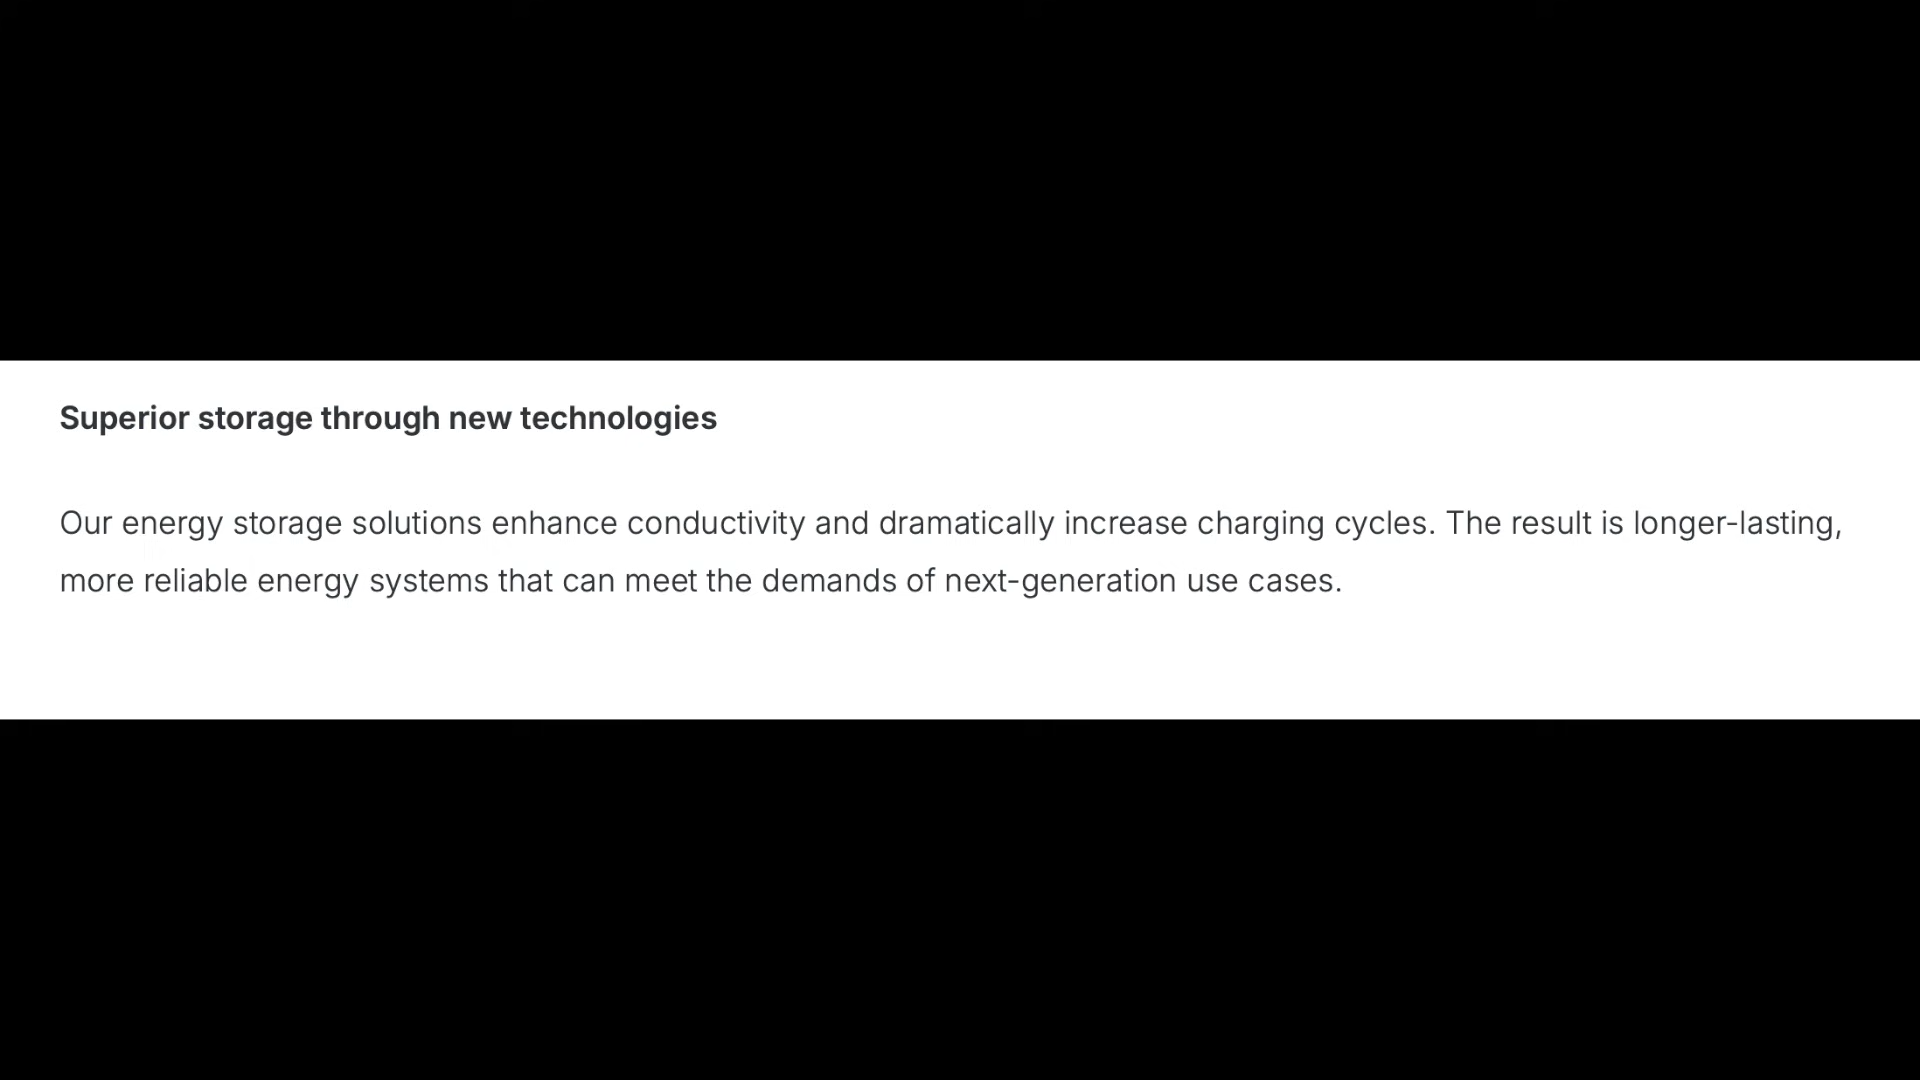 Superior storage through new technologies
Our energy storage solutions enhance conductivity and dramatically increase charging cycles. The result is longer-lasting,
more reliable energy systems that can meet the demands of next-generation use cases.